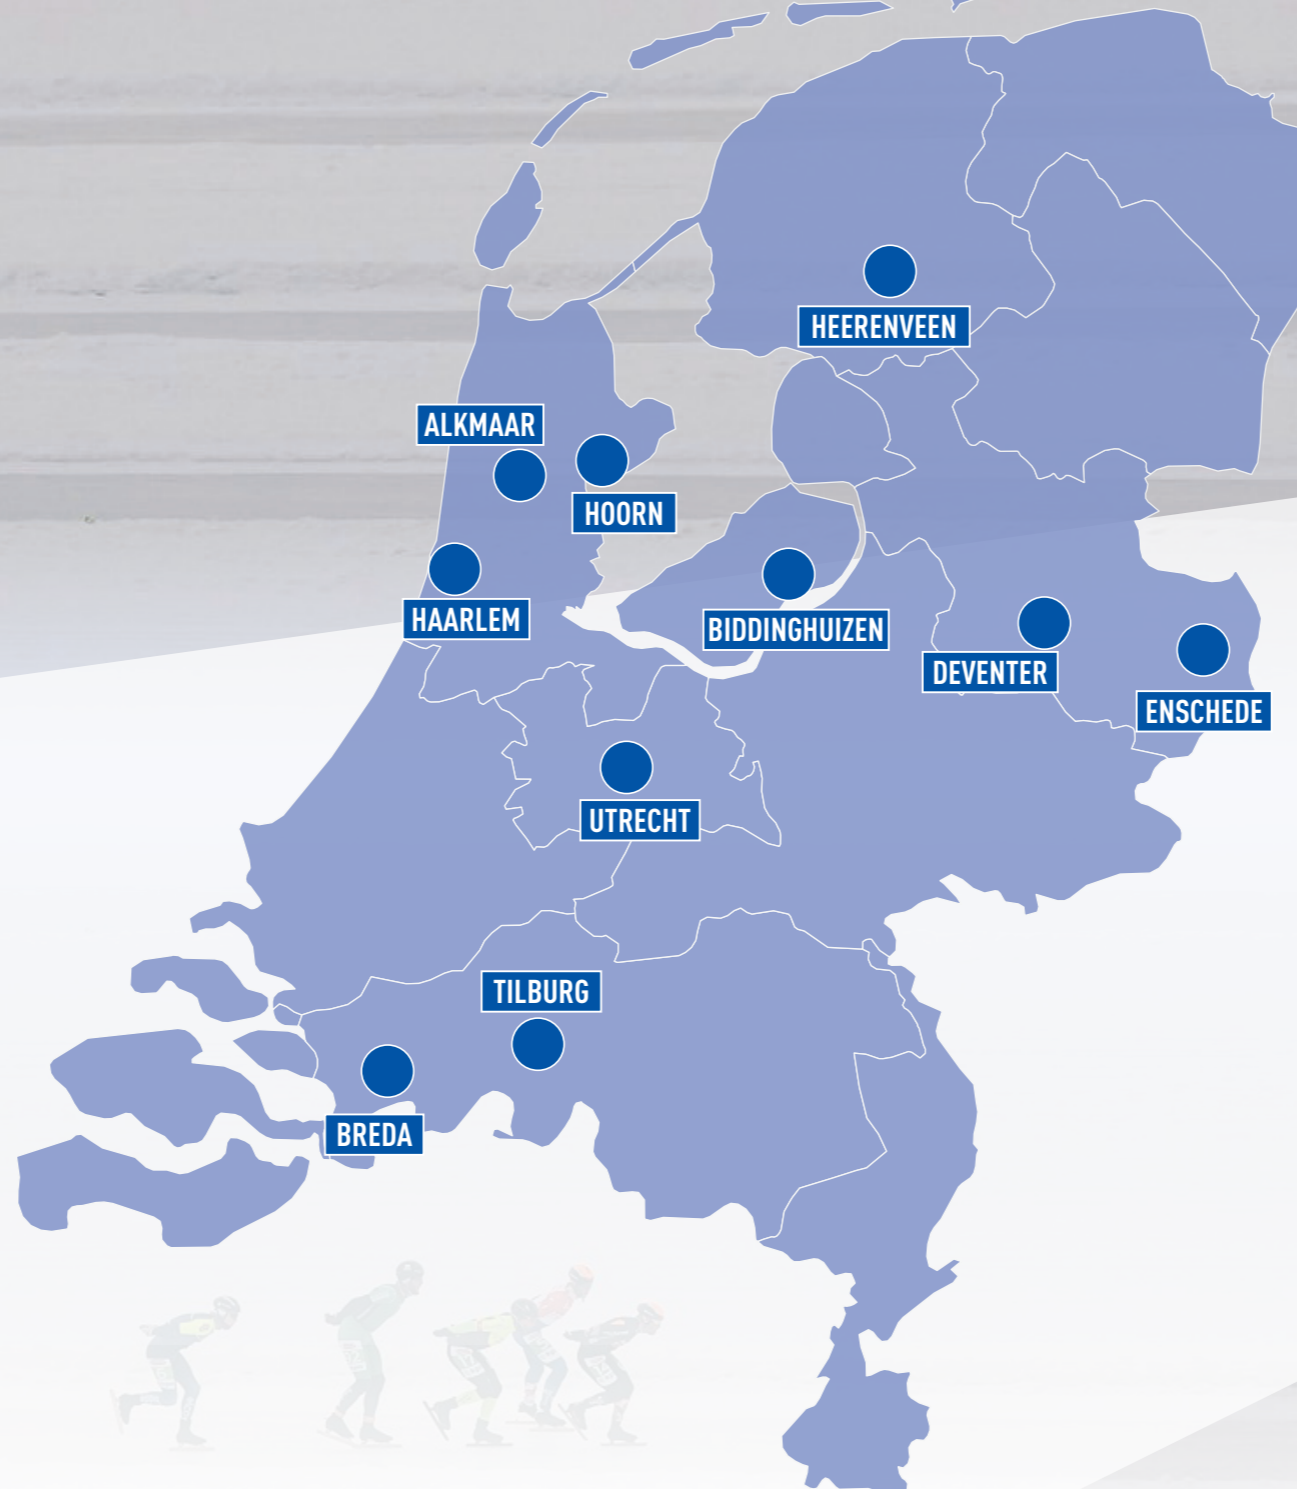 HEERENVEEN
ALKMAAR
HOORN
HAARLEM
BIDDINGHUIZEN
DEVENTER
ENSCHEDE
UTRECHT
TILBURG
BREDA